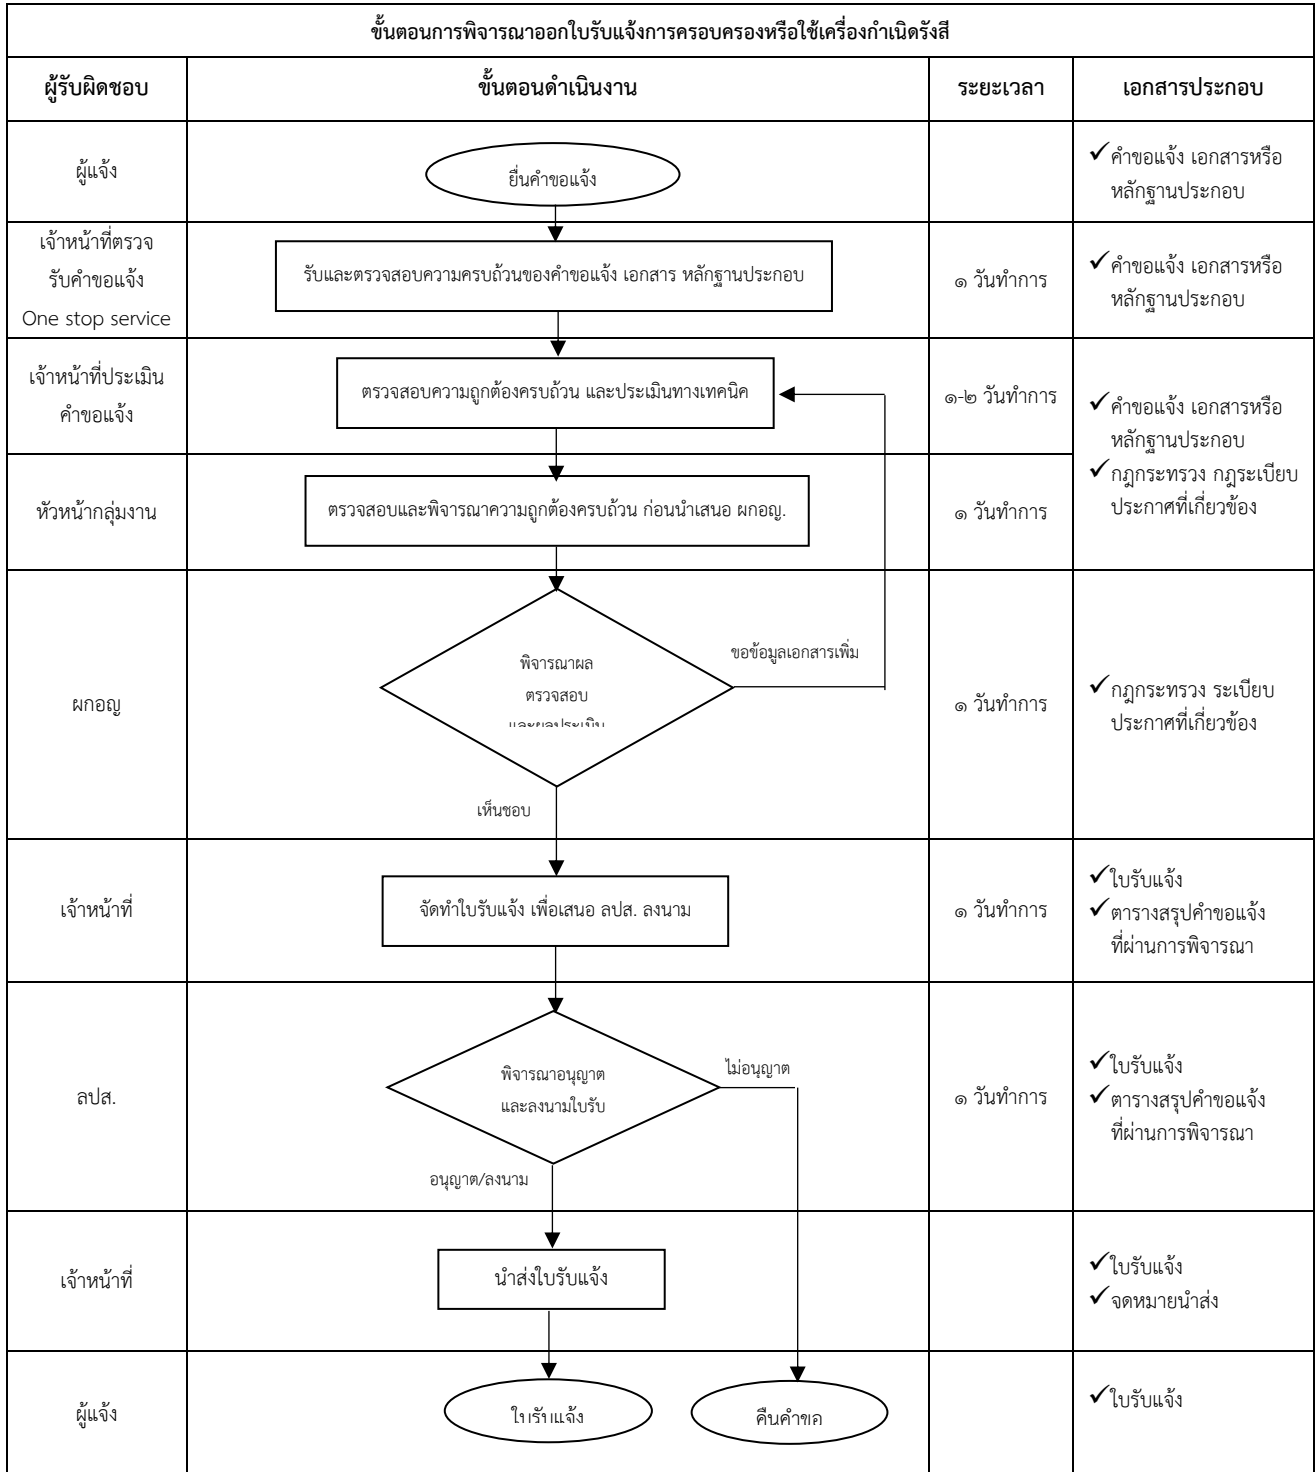 ขั้นตอนการพิจารณาออกใบรับแจ้งการครอบครองหรือใช้เครื่องกำเนิดรังสี
ผู้รับผิดชอบ
ขั้นตอนดำเนินงาน
ระยะเวลา
เอกสารประกอบ
ผู้แจ้ง
ยื่นคำขอแจ้ง
✓คำขอแจ้ง เอกสารหรือ
หลักฐานประกอบ
เจ้าหน้าที่ตรวจ
รับคำขอแจ้ง
One stop service
รับและตรวจสอบความครบถ้วนของคำขอแจ้ง เอกสาร หลักฐานประกอบ
๑ วันทำการ
✓คำขอแจ้ง เอกสารหรือ
หลักฐานประกอบ
เจ้าหน้าที่ประเมิน
คำขอแจ้ง
ตรวจสอบความถูกต้องครบถ้วน และประเมินทางเทคนิค
๑-๒ วันทำการ
✓คำขอแจ้ง เอกสารหรือ
หลักฐานประกอบ
✓กฎกระทรวง กฎระเบียบ
ประกาศที่เกี่ยวข้อง
หัวหน้ากลุ่มงาน
ตรวจสอบและพิจารณาความถูกต้องครบถ้วน ก่อนนำเสนอ ผกอญ.
๑ วันทำการ
ผกอญ
พิจารณาผล
ตรวจสอบ
และผลประเมิน
ขอข้อมูลเอกสารเพิ่ม
เห็นชอบ
๑ วันทำการ
✓กฎกระทรวง ระเบียบ
ประกาศที่เกี่ยวข้อง
เจ้าหน้าที่
จัดทำใบรับแจ้ง เพื่อเสนอ ลปส. ลงนาม
๑ วันทำการ
✓ใบรับแจ้ง
✓ตารางสรุปคำขอแจ้ง
ที่ผ่านการพิจารณา
ลปส.
พิจารณาอนุญาต
และลงนามใบรับ
ไม่อนุญาต
อนุญาต/ลงนาม
๑ วันทำการ
✓ใบรับแจ้ง
✓ตารางสรุปคำขอแจ้ง
ที่ผ่านการพิจารณา
เจ้าหน้าที่
นำส่งใบรับแจ้ง
✓ใบรับแจ้ง
✓จดหมายนำส่ง
ผู้แจ้ง
ใบรับแจ้ง
คืนคำขอ
✓ใบรับแจ้ง